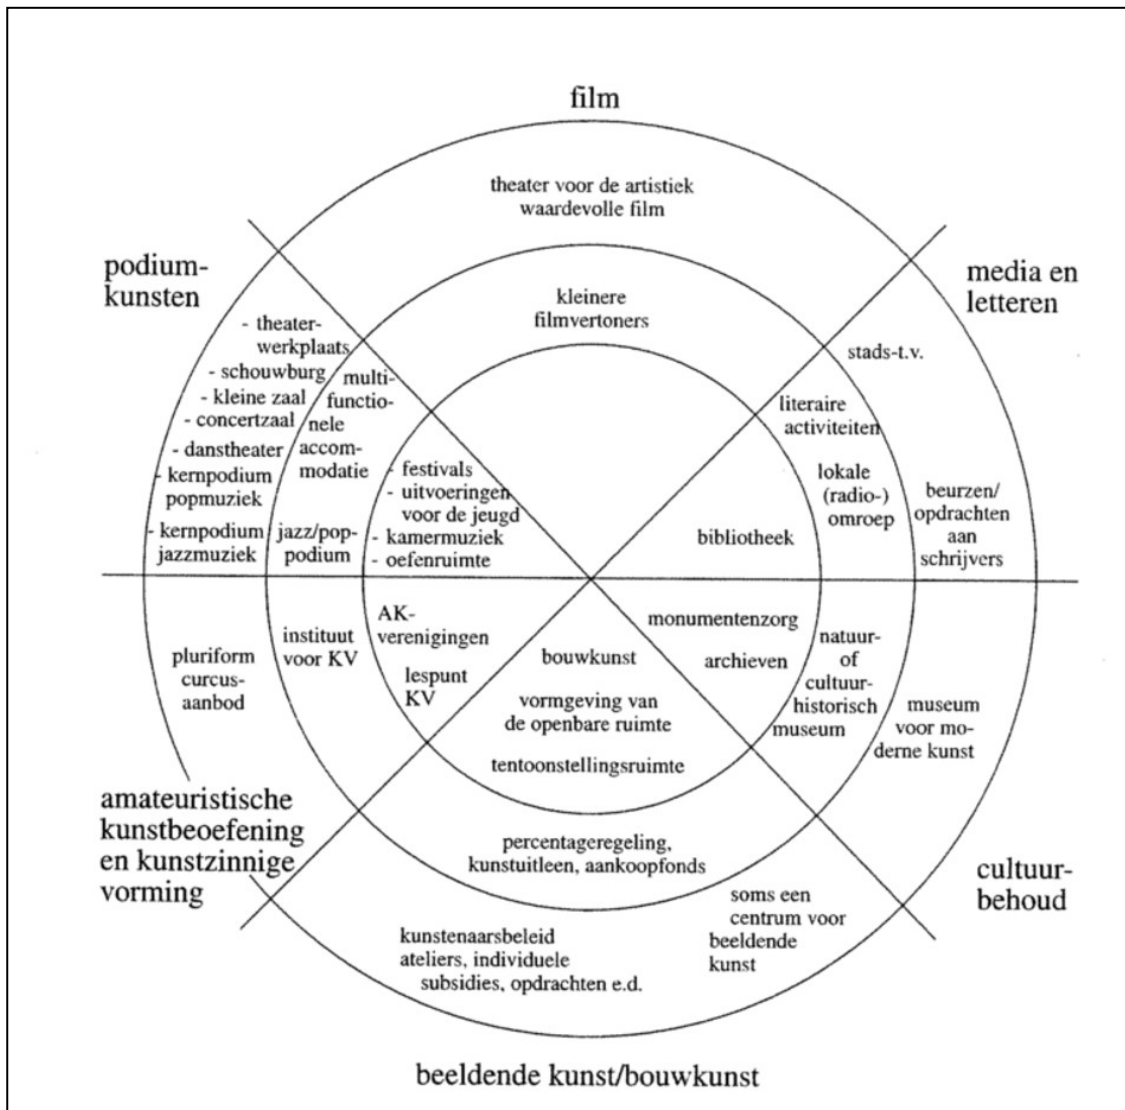 film
theater voor de artistiek
waardevolle film
kleinere
filmvertoners
podium-
kunsten
- theater-
werkplaats
- schouwburg
- kleine zaal
- concertzaal
- danstheater
- kernpodium
popmuziek
- kernpodium
jazzmuziek
multi-
functio-
nele
accom-
modatie
jazz/pop-
podium
- festivals
- uitvoeringen
voor de jeugd
- kamermuziek
- oefenruimte
media en
letteren
stads-t.v.
literaire
activiteiten
lokale
(radio-)
omroep
beurzen/
opdrachten
aan
schrijvers
bibliotheek
monumentenzorg
archieven
natuur-
of
cultuur-
historisch
museum
museum
voor mo-
derne kunst
cultuur-
behoud
AK-
verenigingen
lespunt
KV
instituut
voor KV
pluriform
curcus-
aanbod
amateuristische
kunstbeoefening
en kunstzinnige
vorming
bouwkunst
vormgeving van
de openbare ruimte
tentoonstellingsruimte
percentageregeling,
kunstuitleen, aankoopfonds
soms een
centrum voor
beeldende
kunst
kunstenaarsbeleid
ateliers, individuele
subsidies, opdrachten e.d.
beeldende kunst/bouwkunst